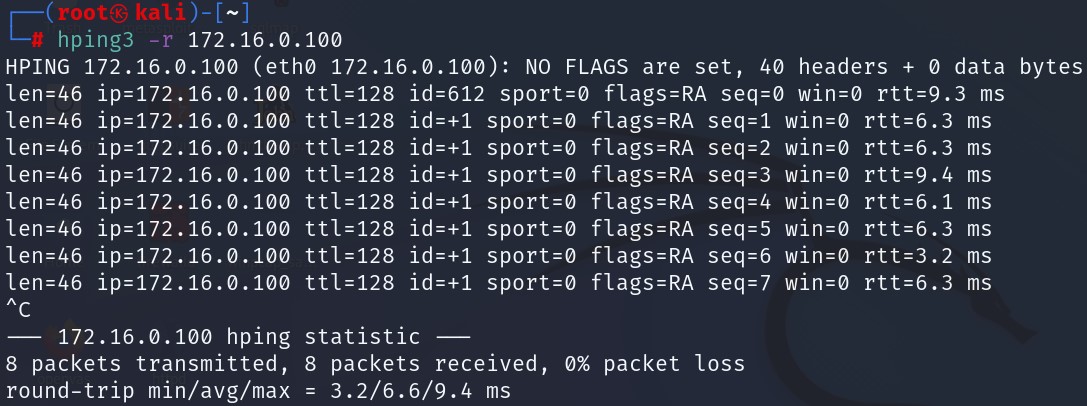 ┌──(root㉿kali)-[~]
└─# hping3 -r 172.16.0.100
HPING 172.16.0.100 (eth0 172.16.0.100): NO FLAGS are set, 40 headers + 0 data bytes
len=46 ip=172.16.0.100 ttl=128 id=612 sport=0 flags=RA seq=0 win=0 rtt=9.3 ms
len=46 ip=172.16.0.100 ttl=128 id=+1 sport=0 flags=RA seq=1 win=0 rtt=6.3 ms
len=46 ip=172.16.0.100 ttl=128 id=+1 sport=0 flags=RA seq=2 win=0 rtt=6.3 ms
len=46 ip=172.16.0.100 ttl=128 id=+1 sport=0 flags=RA seq=3 win=0 rtt=9.4 ms
len=46 ip=172.16.0.100 ttl=128 id=+1 sport=0 flags=RA seq=4 win=0 rtt=6.1 ms
len=46 ip=172.16.0.100 ttl=128 id=+1 sport=0 flags=RA seq=5 win=0 rtt=6.3 ms
len=46 ip=172.16.0.100 ttl=128 id=+1 sport=0 flags=RA seq=6 win=0 rtt=3.2 ms
len=46 ip=172.16.0.100 ttl=128 id=+1 sport=0 flags=RA seq=7 win=0 rtt=6.3 ms
^C
--- 172.16.0.100 hping statistic ---
8 packets transmitted, 8 packets received, 0% packet loss
round-trip min/avg/max = 3.2/6.6/9.4 ms